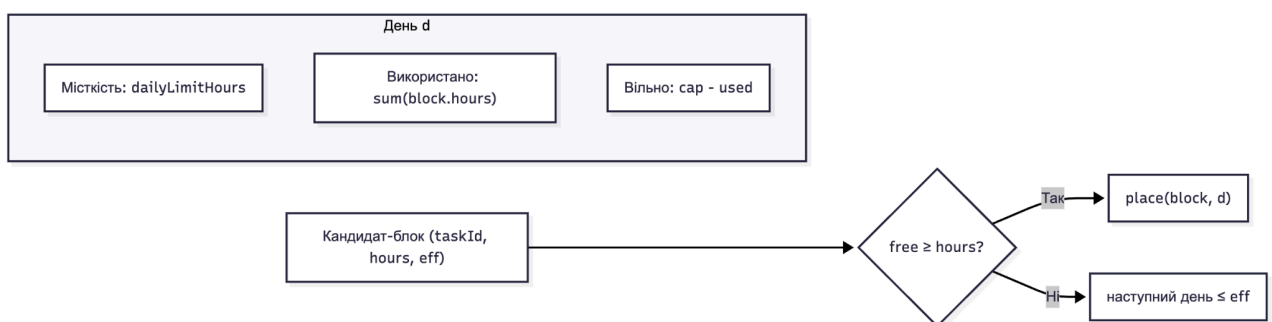 День d
Місткість: dailyLimitHours
Використано:
sum(block.hours)
Вільно: cap - used
Кандидат-блок (taskId,
hours, eff)
free ≥ hours?
Так
place(block, d)
Ні
наступний день ≤ eff